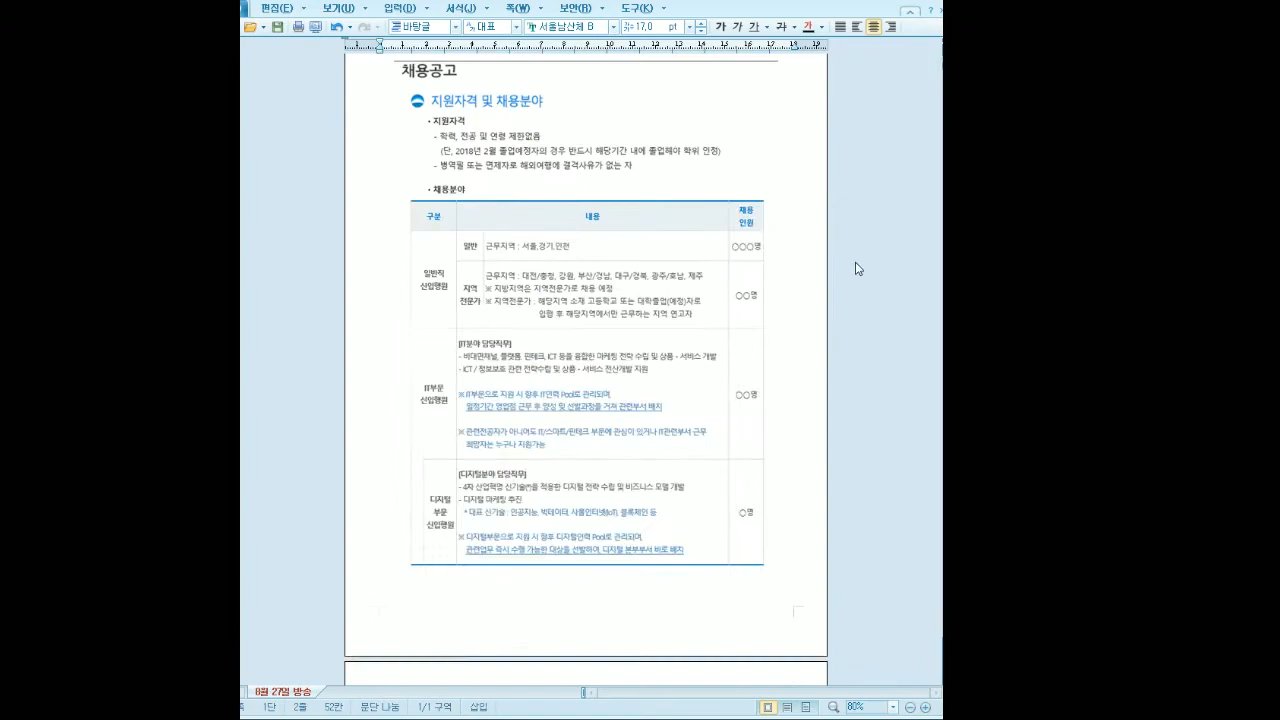 편집(E) 보기(U) 입력(D) 서식(J) 쪽(W) 보안(R) 도구(K) ?
바탕글 대표 서울남산체 B 17,0 pt 가 가 가 가 가
1 1 2 3 4 5 6 7 8 9 10 11 12 13 14 15 16 17 18 19
채용공고
지원자격 및 채용분야
· 지원자격
- 학력, 전공 및 연령 제한없음
(단, 2018년 2월 졸업예정자의 경우 반드시 해당기간 내에 졸업해야 학위 인정)
- 병역필 또는 면제자로 해외여행에 결격사유가 없는 자
· 채용분야
구분 내용 채용
인원
일반직
신입행원
일반 근무지역 : 서울,경기,인천 ○○○명
지역
전문가
근무지역 : 대전/충청, 강원, 부산/경남, 대구/경북, 광주/호남, 제주
※ 지방지역은 지역전문가로 채용 예정
※ 지역전문가 : 해당지역 소재 고등학교 또는 대학졸업(예정)자로
입행 후 해당지역에서만 근무하는 지역 연고자
○○명
IT부문
신입행원
[IT분야 담당직무]
- 비대면채널, 플랫폼, 핀테크, ICT 등을 융합한 마케팅 전략 수립 및 상품 - 서비스 개발
- ICT / 정보보호 관련 전략수립 및 상품 - 서비스 전산개발 지원
※ IT부문으로 지원 시 향후 IT인력 Pool로 관리되며,
일정기간 영업점 근무 후 양성 및 선발과정을 거쳐 관련부서 배치
※ 관련전공자가 아니어도 IT/스마트/핀테크 부문에 관심이 있거나 IT관련부서 근무
희망자는 누구나 지원가능
○○명
디지털
부문
신입행원
[디지털분야 담당직무]
- 4차 산업혁명 신기술(*)을 적용한 디지털 전략 수립 및 비즈니스 모델 개발
- 디지털 마케팅 추진
* 대표 신기술 : 인공지능, 빅데이터, 사물인터넷(IoT), 블록체인 등
※ 디지털부문으로 지원 시 향후 디지털인력 Pool로 관리되며,
관련업무 즉시 수행 가능한 대상을 선발하여, 디지털 본부부서 바로 배치
○명
8월 27일 방송
쪽 1단 2줄 52칸 문단 나눔 1/1 구역 삽입 80%